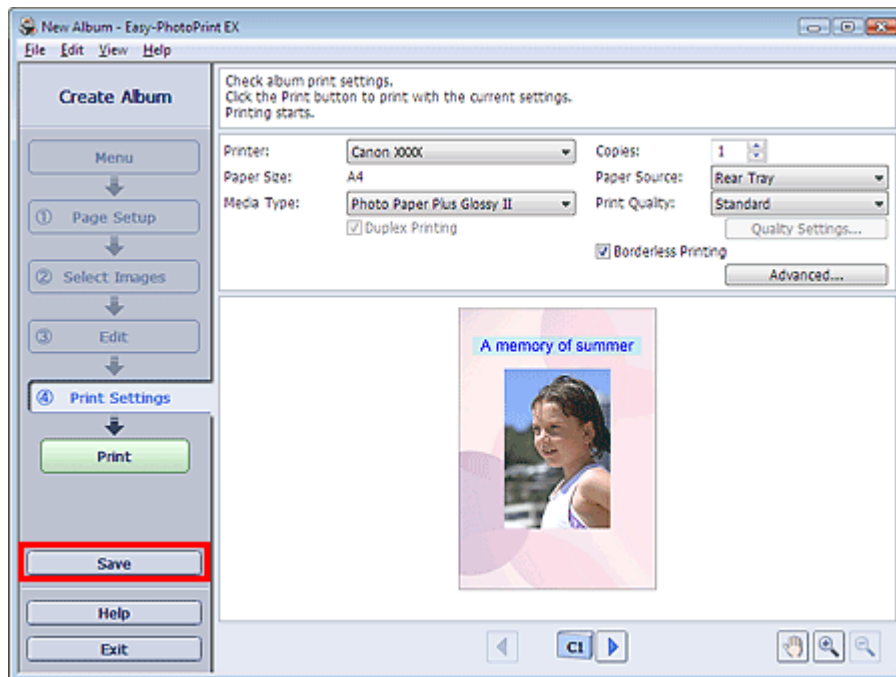 New Album - Easy-PhotoPrint EX
File Edit View Help
Create Album
Menu
① Page Setup
② Select Images
③ Edit
④ Print Settings
Print
Save
Help
Exit
Check album print settings.
Click the Print button to print with the current settings.
Printing starts.
Printer: Canon XXXX Copies: 1
Paper Size: A4 Paper Source: Rear Tray
Media Type: Photo Paper Plus Glossy II Print Quality: Standard
Duplex Printing Quality Settings...
Borderless Printing
Advanced...
A memory of summer
C1